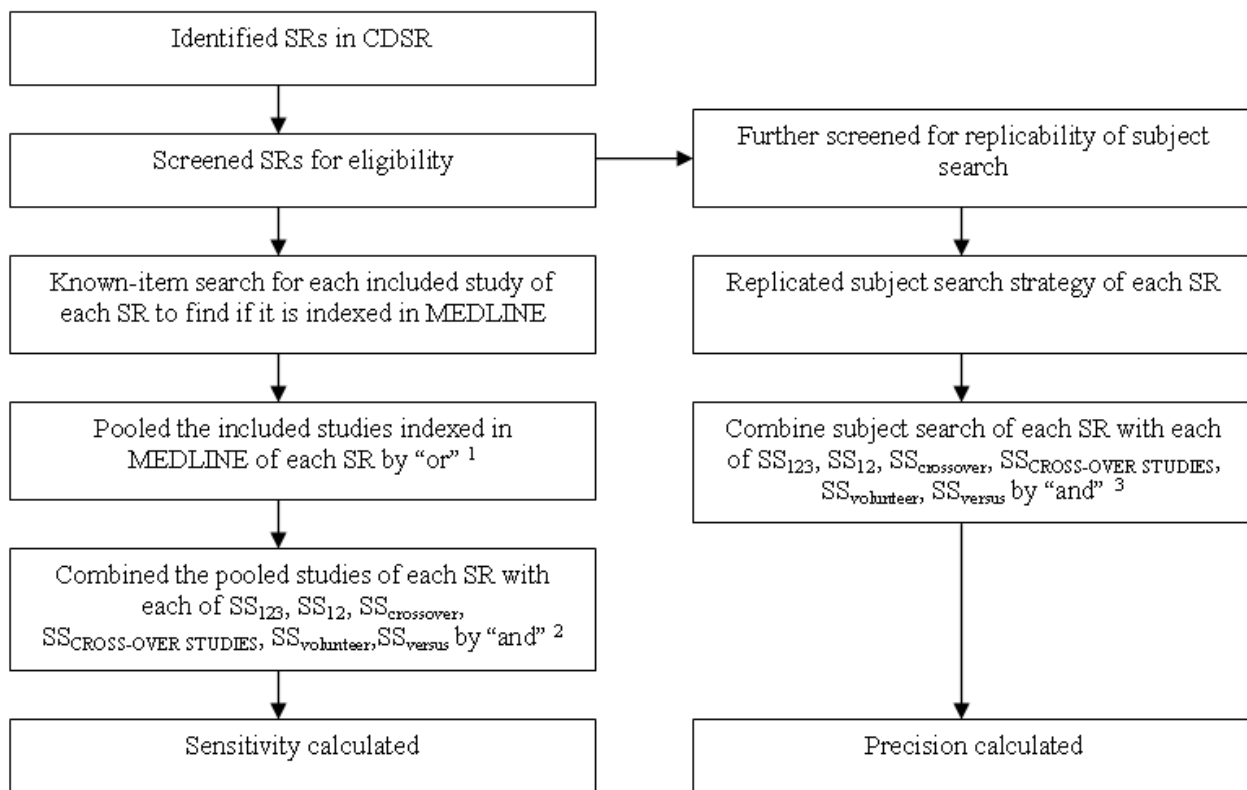 Identified SRs in CDSR
Screened SRs for eligibility
Known-item search for each included study of
each SR to find if it is indexed in MEDLINE
Pooled the included studies indexed in
MEDLINE of each SR by “or” 1
Combined the pooled studies of each SR with
each of SS123, SS12, SScrossover,
SSCROSS-OVER STUDIES, SSvolunteer,SSversus by “and” 2
Sensitivity calculated
Further screened for replicability of subject
search
Replicated subject search strategy of each SR
Combine subject search of each SR with each
of SS123, SS12, SScrossover, SSCROSS-OVER STUDIES,
SSvolunteer, SSversus by “and” 3
Precision calculated